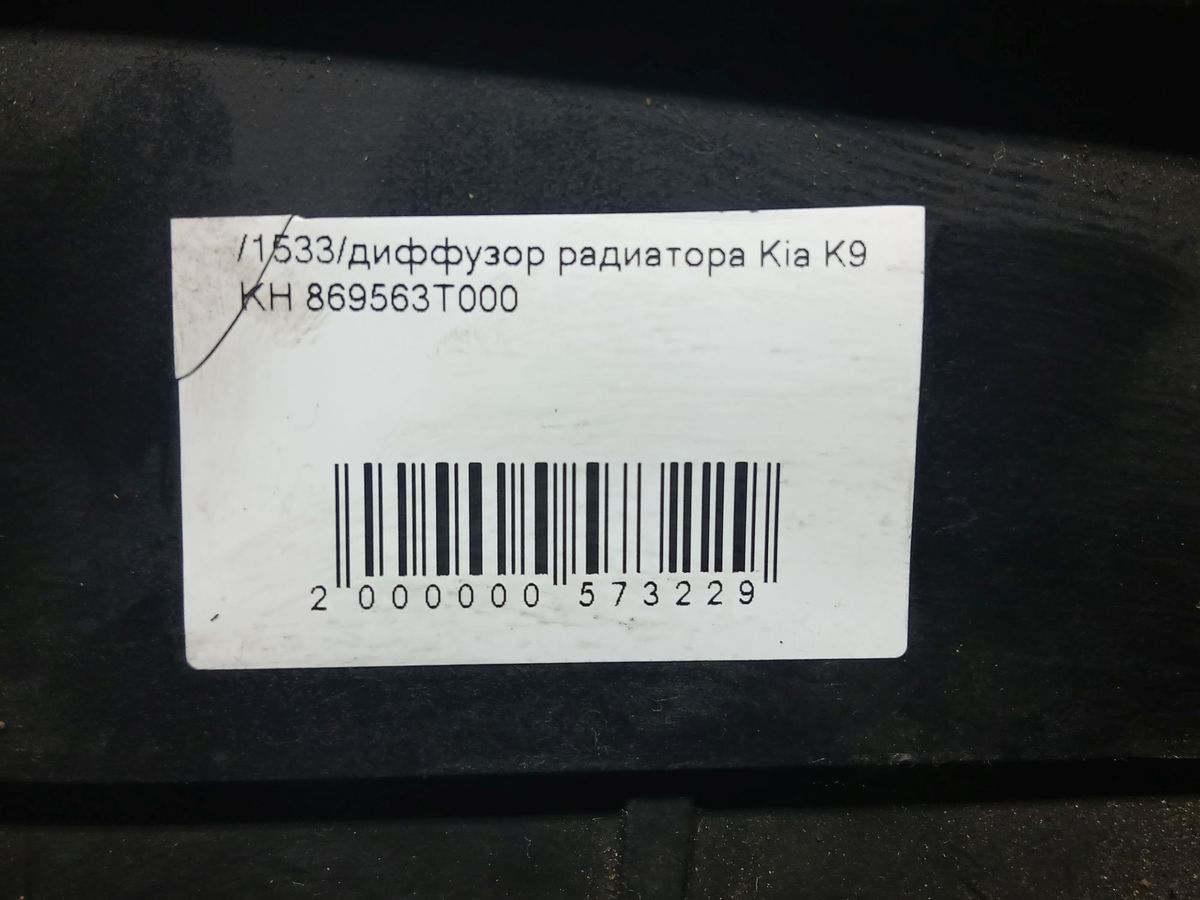 /1533/диффузор радиатора Kia K9
KH 869563T000
2 000000 573229